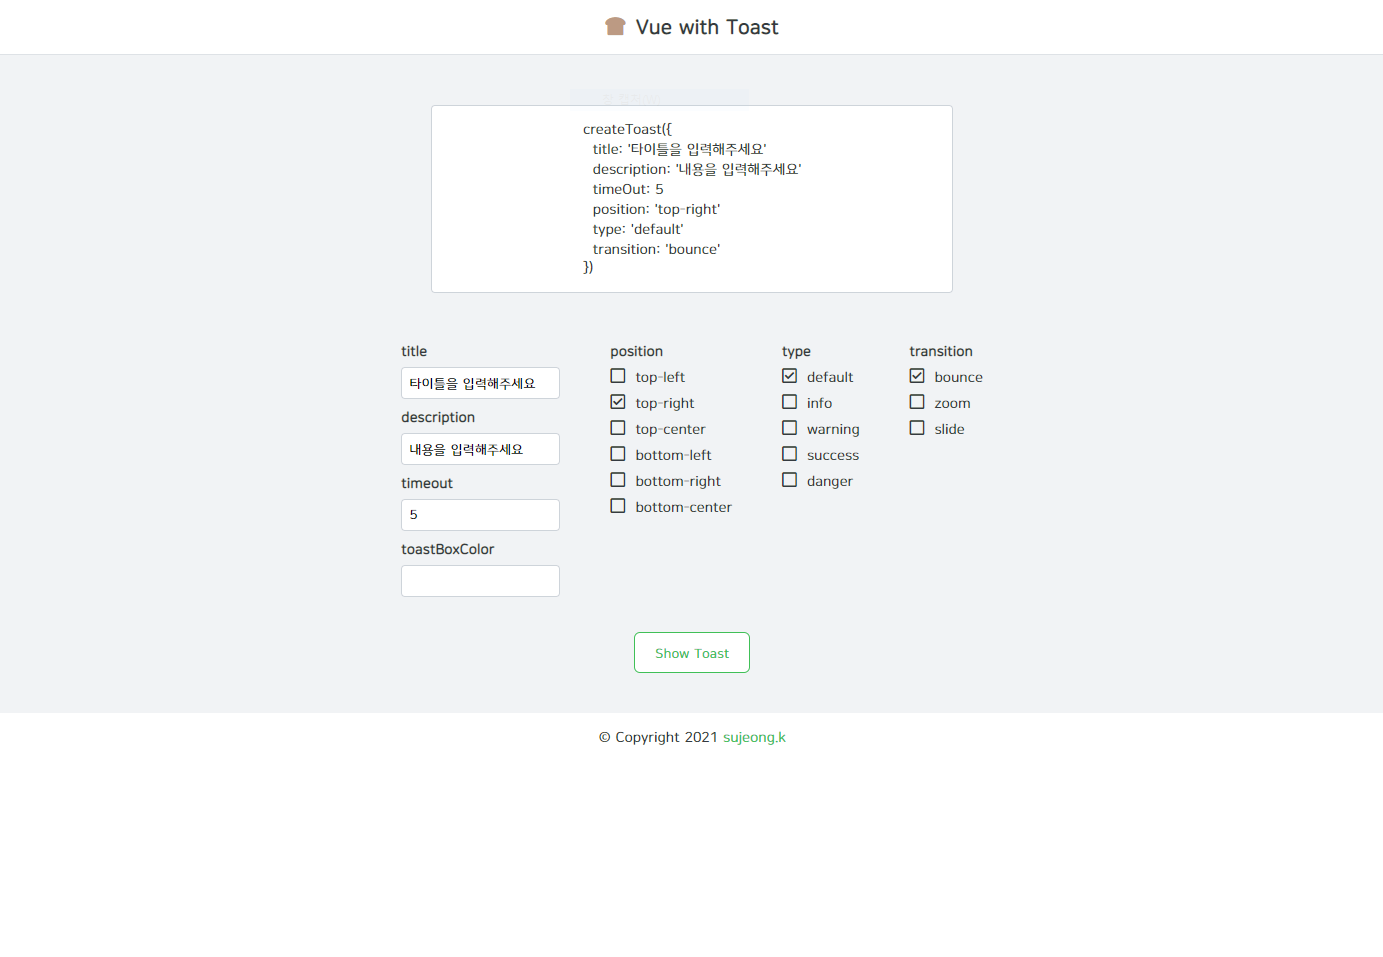 Vue with Toast
createToast({
title: '타이틀을 입력해주세요'
description: '내용을 입력해주세요'
timeOut: 5
position: 'top-right'
type: 'default'
transition: 'bounce'
})
title
타이틀을 입력해주세요
description
내용을 입력해주세요
timeout
5
toastBoxColor
position
top-left
top-right
top-center
bottom-left
bottom-right
bottom-center
type
default
info
warning
success
danger
transition
bounce
zoom
slide
Show Toast
© Copyright 2021 sujeong.k